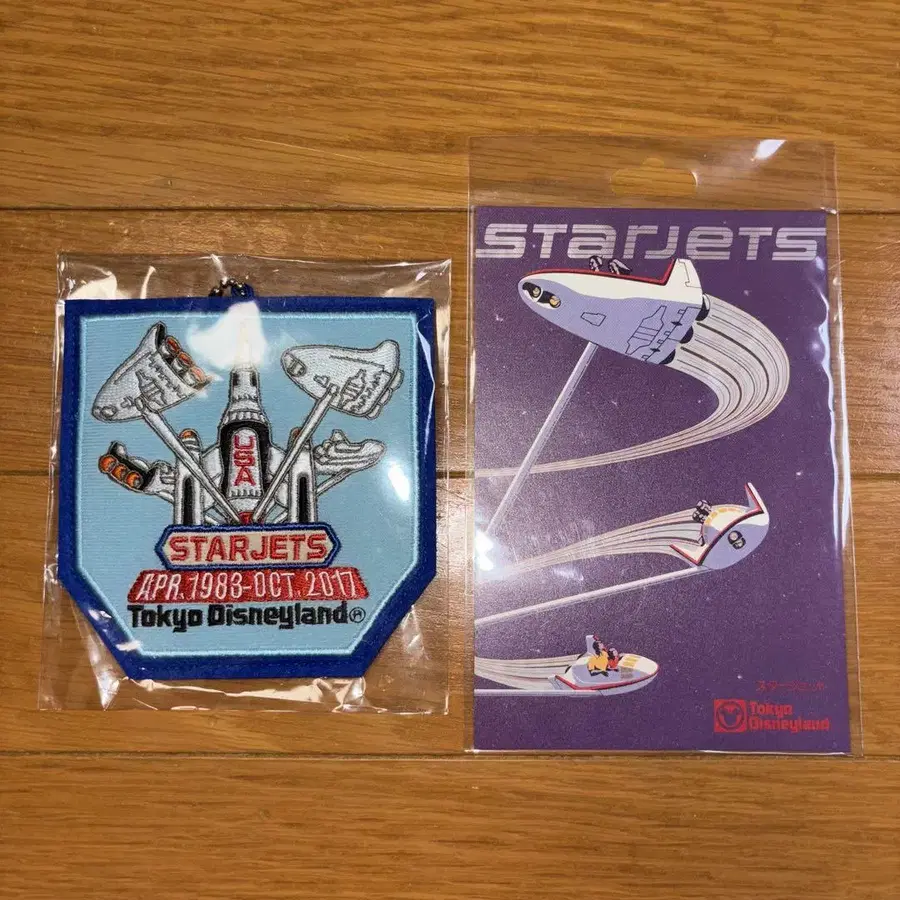 USA
STARJETS
APR. 1983-OCT. 2017
Tokyo Disneyland®
STARJETS
スタージェット
Tokyo
Disneyland